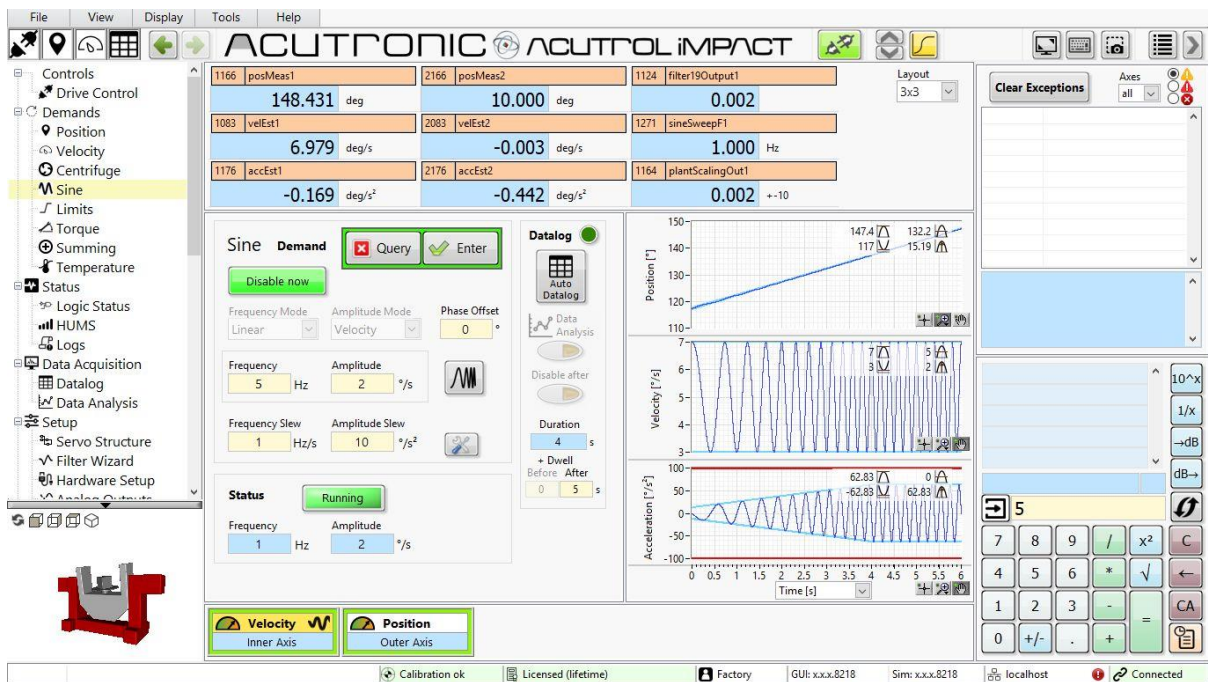 File View Display Tools Help
ACUTRONIC ACUTROL iMPACT
Controls
Drive Control
Demands
Position
Velocity
Centrifuge
Sine
Limits
Torque
Summing
Temperature
Status
Logic Status
HUMS
Logs
Data Acquisition
Datalog
Data Analysis
Setup
Servo Structure
Filter Wizard
Hardware Setup
Analog Outputs
1166 posMeas1 2166 posMeas2 1124 filter19Output1
148.431 deg 10.000 deg 0.002
1083 velEst1 2083 velEst2 1271 sineSweepF1
6.979 deg/s -0.003 deg/s 1.000 Hz
1176 accEst1 2176 accEst2 1164 plantScalingOut1
-0.169 deg/s² -0.442 deg/s² 0.002 +-10
Layout
3x3
Sine Demand Query Enter
Disable now
Frequency Mode Amplitude Mode Phase Offset
Linear Velocity 0 °
Frequency Amplitude
5 Hz 2 °/s
Frequency Slew Amplitude Slew
1 Hz/s 10 °/s²
Status Running
Frequency Amplitude
1 Hz 2 °/s
Datalog
Auto
Datalog
Data
Analysis
Disable after
Duration
4 s
+ Dwell
Before After
0 5 s
Position [°]
150
140
130
120
110
147.4 132.2
117 15.19
Velocity [°/s]
7
6
5
4
3
7 5
3 2
Acceleration [°/s²]
100
50
0
-50
-100
62.83 0
-62.83 62.83
0 0.5 1 1.5 2 2.5 3 3.5 4 4.5 5 5.5 6
Time [s]
Velocity
Inner Axis
Position
Outer Axis
Clear Exceptions
Axes
all
10^x
1/x
→dB
dB→
5
7 8 9 / x² C
4 5 6 * √ ←
1 2 3 - = CA
0 +/- . +
Calibration ok Licensed (lifetime) Factory GUI: x.x.x.8218 Sim: x.x.x.8218 localhost Connected